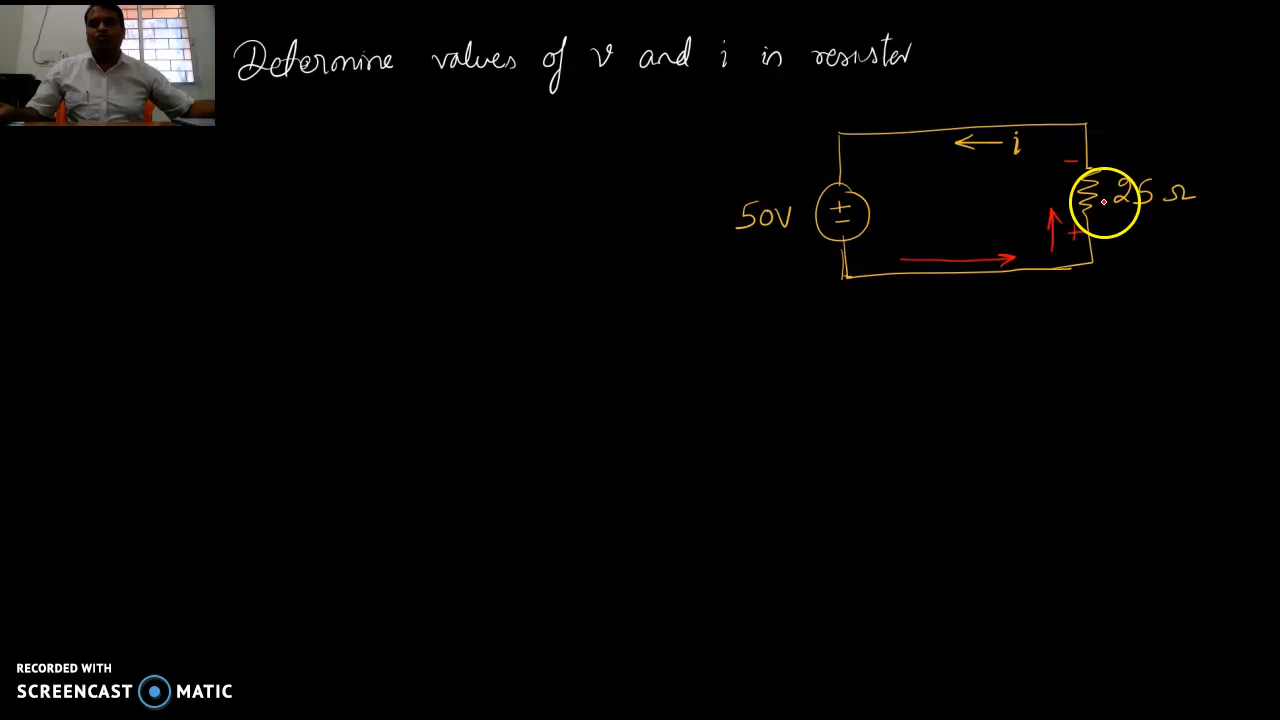 Determine values of v and i in resistor
← i
50V
+
−
−
25 Ω
+
RECORDED WITH
SCREENCAST MATIC